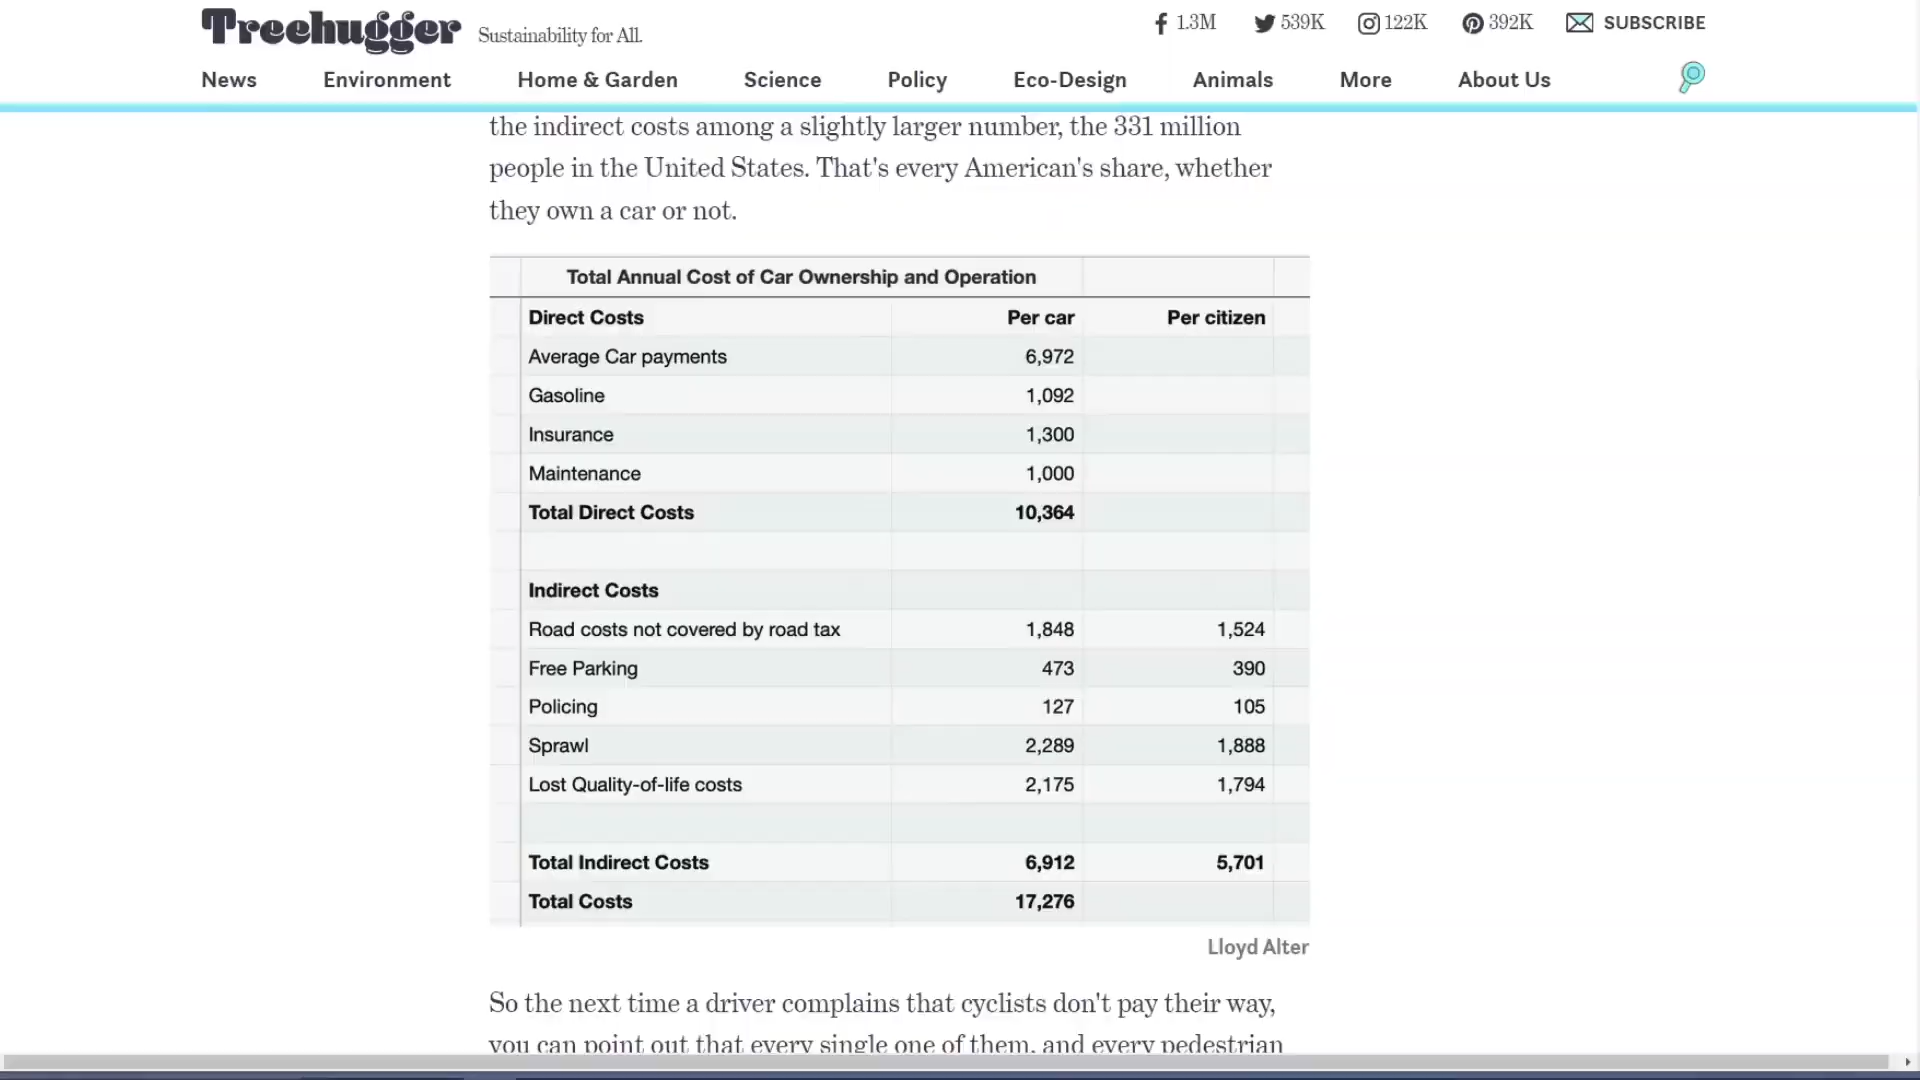 Treehugger Sustainability for All. 1.3M 539K 122K 392K SUBSCRIBE
News Environment Home & Garden Science Policy Eco-Design Animals More About Us
the indirect costs among a slightly larger number, the 331 million
people in the United States. That's every American's share, whether
they own a car or not.
Total Annual Cost of Car Ownership and Operation
Direct Costs Per car Per citizen
Average Car payments 6,972
Gasoline 1,092
Insurance 1,300
Maintenance 1,000
Total Direct Costs 10,364
Indirect Costs
Road costs not covered by road tax 1,848 1,524
Free Parking 473 390
Policing 127 105
Sprawl 2,289 1,888
Lost Quality-of-life costs 2,175 1,794
Total Indirect Costs 6,912 5,701
Total Costs 17,276
Lloyd Alter
So the next time a driver complains that cyclists don't pay their way,
you can point out that every single one of them, and every pedestrian